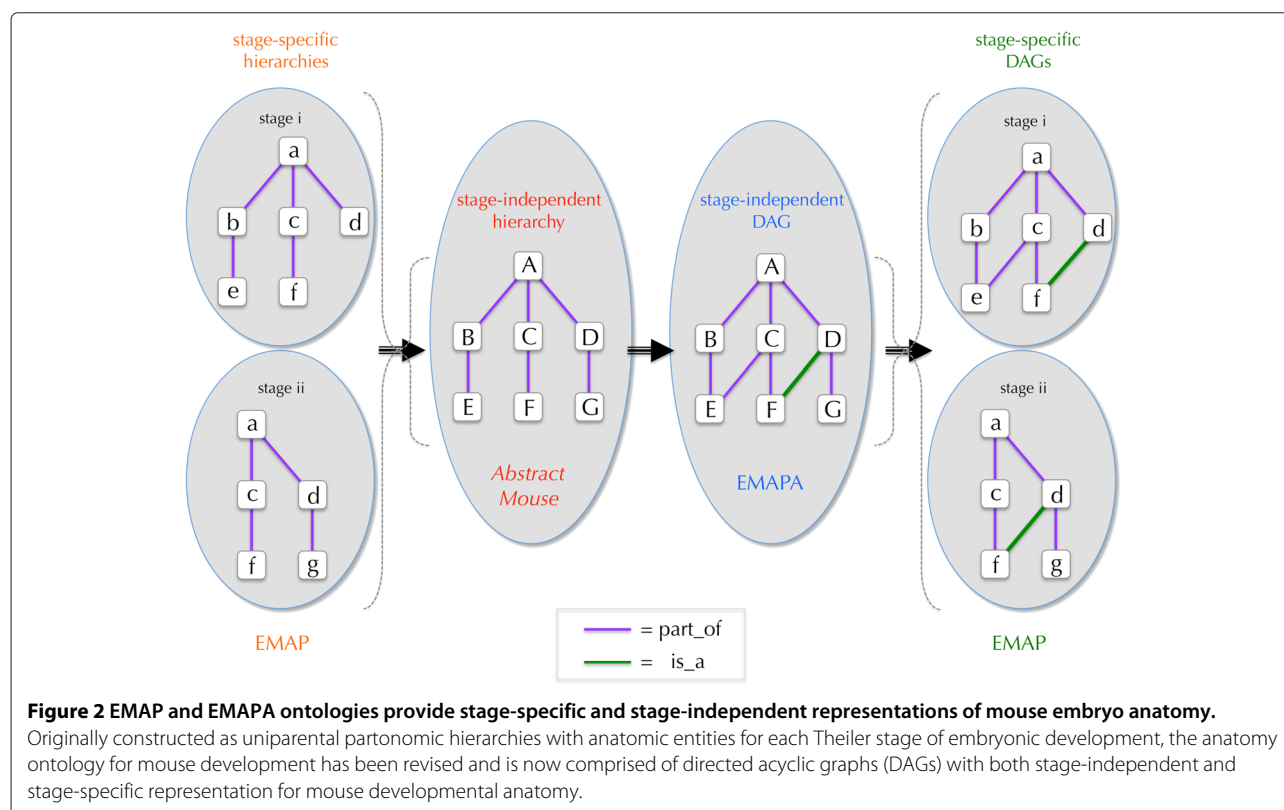 stage-specific
hierarchies
stage i
a
b
c
d
e
f
stage ii
a
c
d
f
g
EMAP
stage-independent
hierarchy
A
B
C
D
E
F
G
Abstract
Mouse
stage-independent
DAG
A
B
C
D
E
F
G
EMAPA
stage-specific
DAGs
stage i
a
b
c
d
e
f
stage ii
a
c
d
f
g
EMAP
= part_of
= is_a
Figure 2 EMAP and EMAPA ontologies provide stage-specific and stage-independent representations of mouse embryo anatomy.
Originally constructed as uniparental partonomic hierarchies with anatomic entities for each Theiler stage of embryonic development, the anatomy
ontology for mouse development has been revised and is now comprised of directed acyclic graphs (DAGs) with both stage-independent and
stage-specific representation for mouse developmental anatomy.